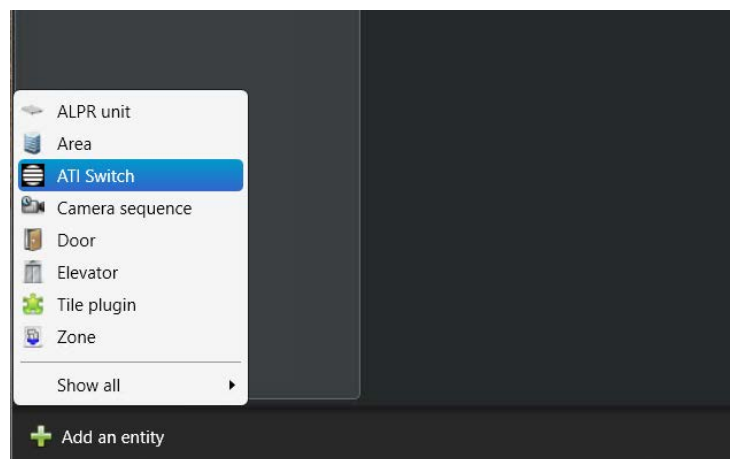 ALPR unit
Area
ATI Switch
Camera sequence
Door
Elevator
Tile plugin
Zone
Show all
Add an entity